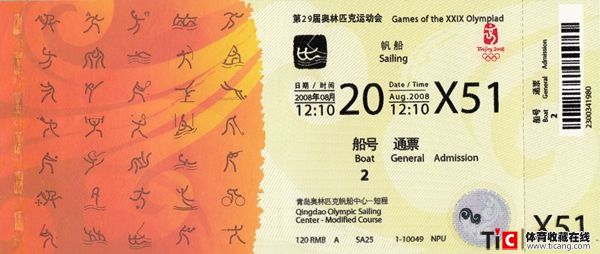 第29届奥林匹克运动会 Games of the XXIX Olympiad
帆船
Sailing
Beijing 2008
日期 / 时间
2008年08月
12:10
20
Date / Time
Aug.2008
12:10
X51
船号 通票
Boat General Admission
2
青岛奥林匹克帆船中心—短程
Qingdao Olympic Sailing
Center - Modified Course
120 RMB A SA25 1-10049 NPU
船号 通票
Boat General Admission
2
2300341980
X51
TiC 体育收藏在线
www.ticang.com